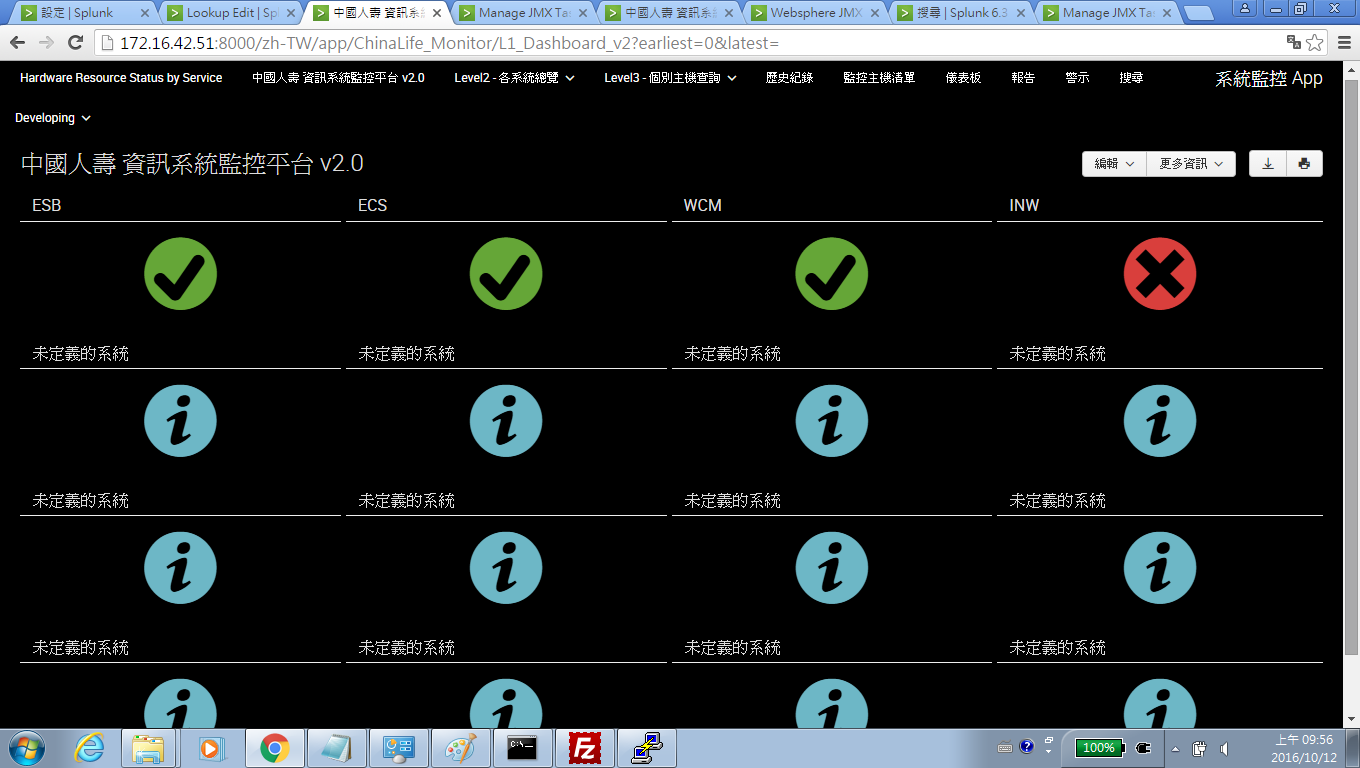 設定 | Splunk
Lookup Edit | Sp
中國人壽 資訊系
Manage JMX Tas
中國人壽 資訊系
Websphere JMX
搜尋 | Splunk 6.3
Manage JMX Tas
172.16.42.51:8000/zh-TW/app/ChinaLife_Monitor/L1_Dashboard_v2?earliest=0&latest=
Hardware Resource Status by Service 中國人壽 資訊系統監控平台 v2.0 Level2 - 各系統總覽 Level3 - 個別主機查詢 歷史紀錄 監控主機清單 儀表板 報告 警示 搜尋 系統監控 App
Developing
中國人壽 資訊系統監控平台 v2.0
編輯 更多資訊
ESB ECS WCM INW
未定義的系統 未定義的系統 未定義的系統 未定義的系統
未定義的系統 未定義的系統 未定義的系統 未定義的系統
未定義的系統 未定義的系統 未定義的系統 未定義的系統
C:\
FZ
100%
上午 09:56
2016/10/12